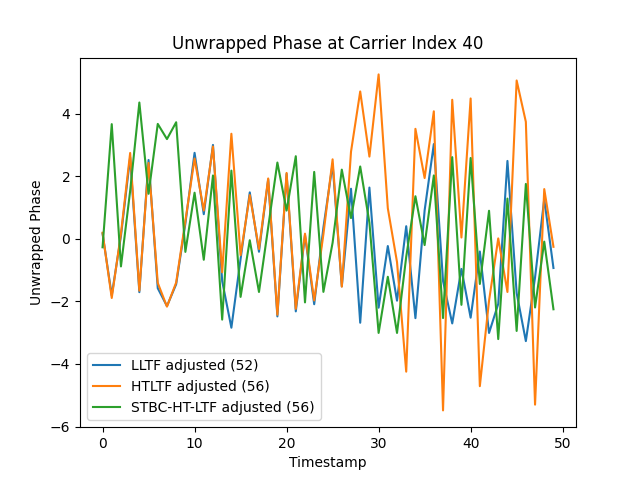 Unwrapped Phase at Carrier Index 40
Unwrapped Phase
4
2
0
−2
−4
−6
LLTF adjusted (52)
HTLTF adjusted (56)
STBC-HT-LTF adjusted (56)
0 10 20 30 40 50
Timestamp